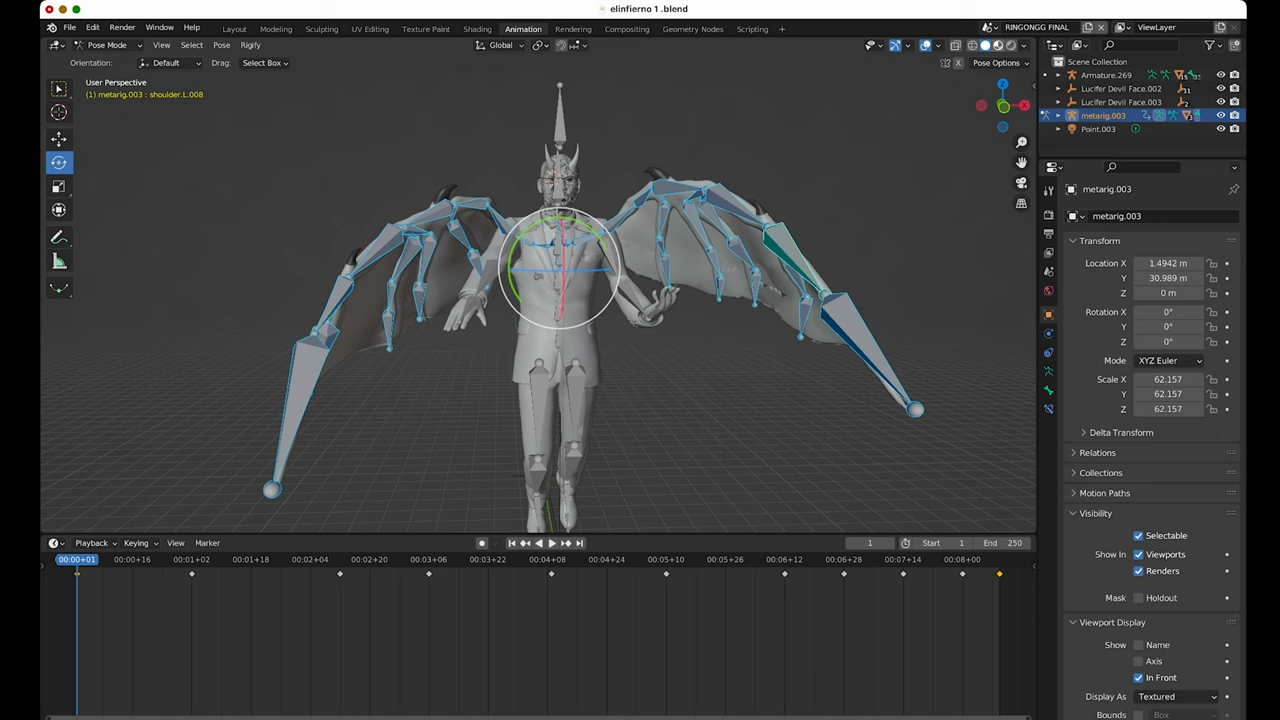 elinfierno 1 .blend
File Edit Render Window Help Layout Modeling Sculpting UV Editing Texture Paint Shading Animation Rendering Compositing Geometry Nodes Scripting + RINGONGG FINAL ViewLayer
Pose Mode View Select Pose Rigify Global
Orientation: Default Drag: Select Box X Pose Options
User Perspective
(1) metarig.003 : shoulder.L.008
Z
X
Scene Collection
Armature.269
Lucifer Devil Face.002 11
Lucifer Devil Face.003 2
metarig.003
Point.003
metarig.003
metarig.003
Transform
Location X 1.4942 m
Y 30.989 m
Z 0 m
Rotation X 0°
Y 0°
Z 0°
Mode XYZ Euler
Scale X 62.157
Y 62.157
Z 62.157
Delta Transform
Relations
Collections
Motion Paths
Visibility
Selectable
Show In Viewports
Renders
Mask Holdout
Viewport Display
Show Name
Axis
In Front
Display As Textured
Bounds Box
Playback Keying View Marker 1 Start 1 End 250
00:00+01 00:00+16 00:01+02 00:01+18 00:02+04 00:02+20 00:03+06 00:03+22 00:04+08 00:04+24 00:05+10 00:05+26 00:06+12 00:06+28 00:07+14 00:08+00